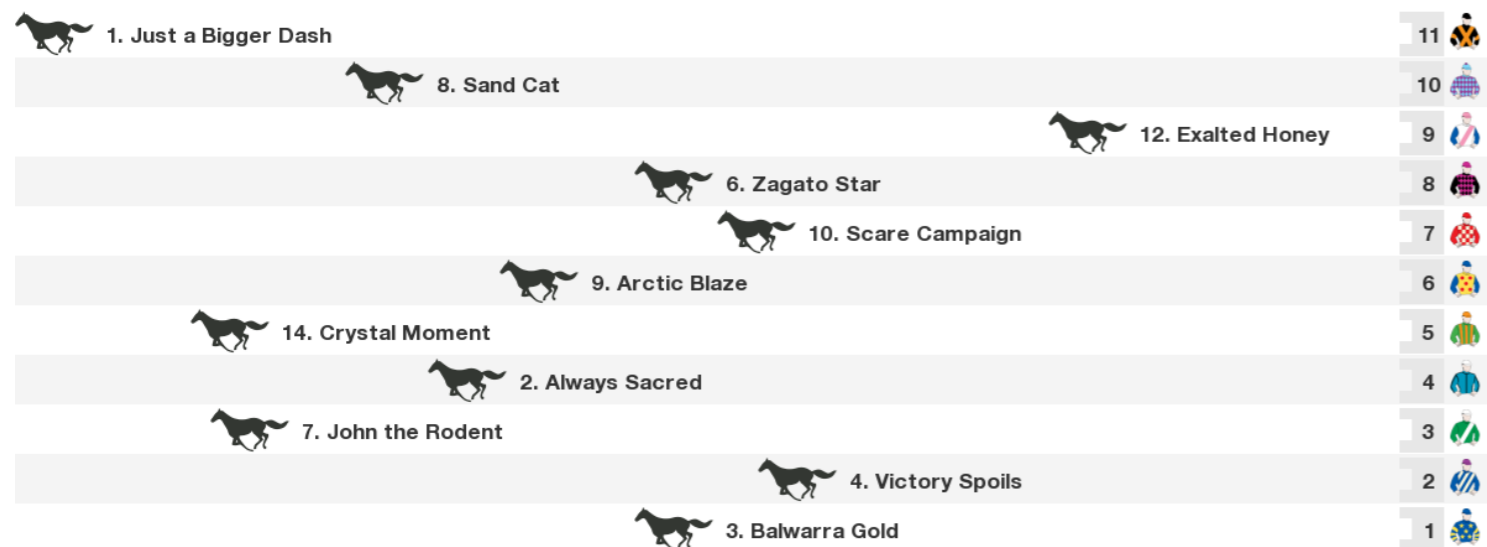 1. Just a Bigger Dash 11
8. Sand Cat 10
12. Exalted Honey 9
6. Zagato Star 8
10. Scare Campaign 7
9. Arctic Blaze 6
14. Crystal Moment 5
2. Always Sacred 4
7. John the Rodent 3
4. Victory Spoils 2
3. Balwarra Gold 1